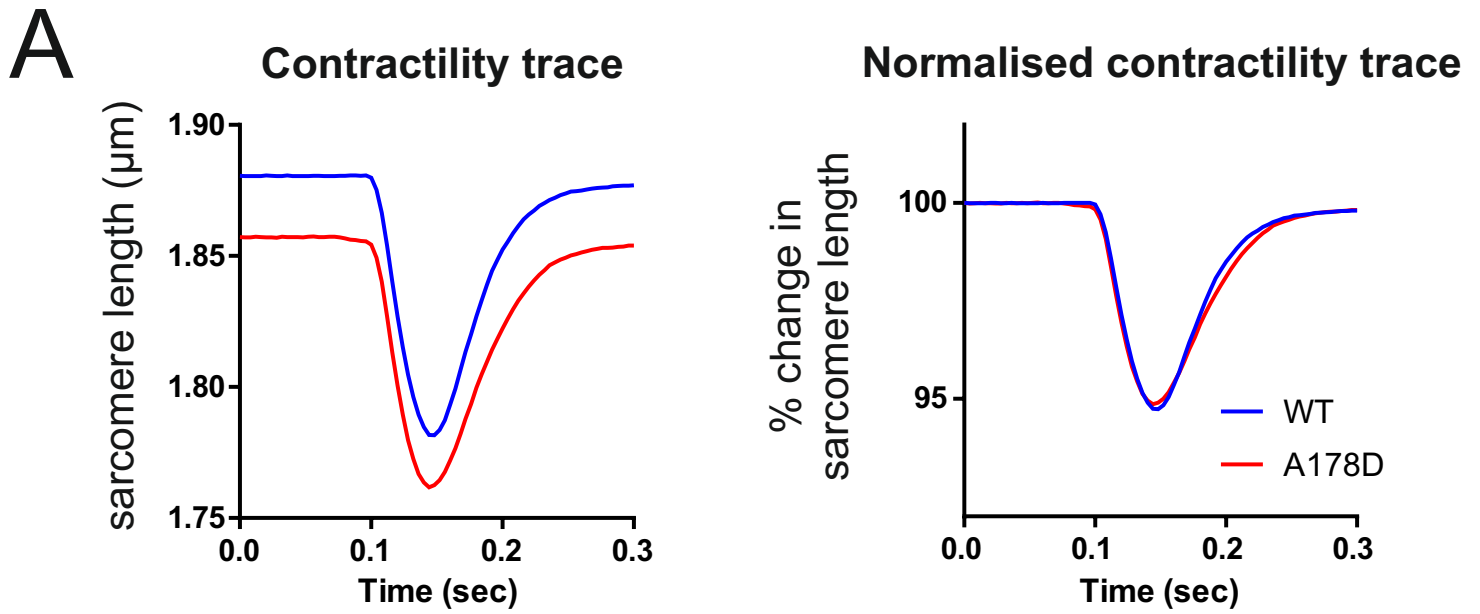 A
Contractility trace
sarcomere length (μm)
1.90
1.85
1.80
1.75
0.0 0.1 0.2 0.3
Time (sec)
Normalised contractility trace
% change in
sarcomere length
100
95
WT
A178D
0.0 0.1 0.2 0.3
Time (sec)